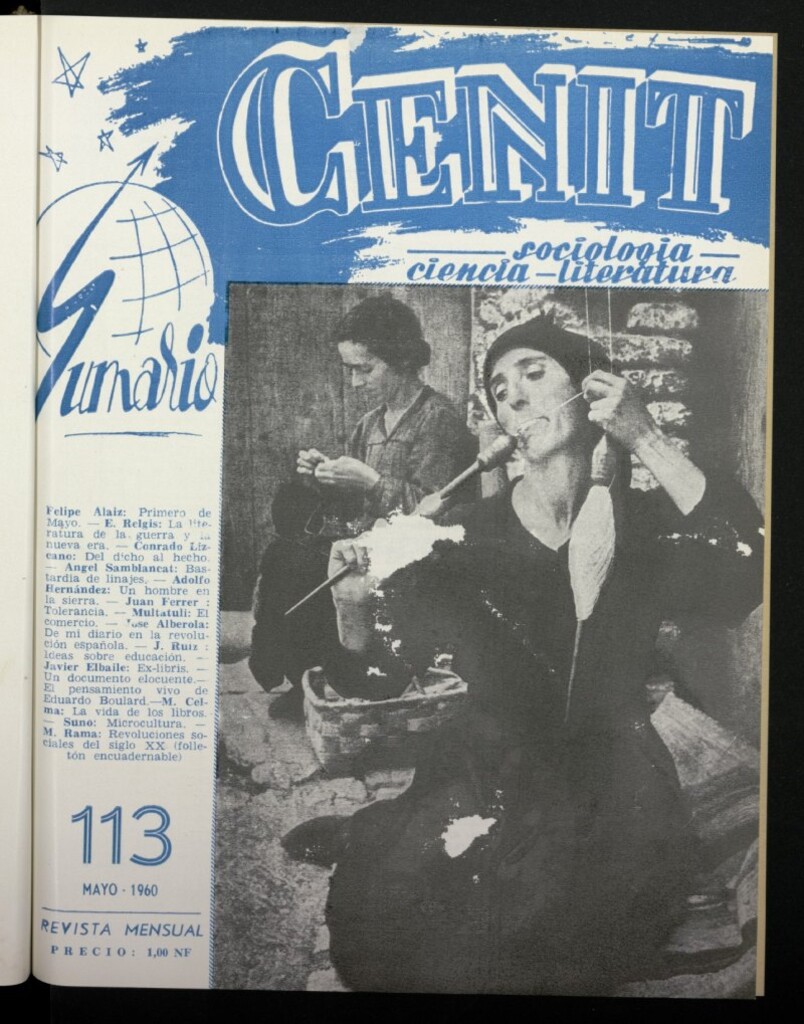 CENIT
sociología
ciencia - literatura
Sumario
Felipe Alaiz: Primero de
Mayo. — E. Relgis: La lite-
ratura de la guerra y la
nueva era. — Conrado Liz-
cano: Del dicho al hecho.
— Angel Samblancat: Bas-
tardia de linajes. — Adolfo
Hernández: Un hombre en
la sierra. — Juan Ferrer :
Tolerancia. — Multatuli: El
comercio. — Jose Alberola:
De mi diario en la revolu-
ción española. — J. Ruiz :
Ideas sobre educación. —
Javier Elbaile: Ex-libris. —
Un documento elocuente.—
El pensamiento vivo de
Eduardo Boulard.—M. Cel-
ma: La vida de los libros.
— Suno: Microcultura. —
M. Rama: Revoluciones so-
ciales del siglo XX (folle-
tón encuadernable)
113
MAYO - 1960
REVISTA MENSUAL
PRECIO: 1,00 NF